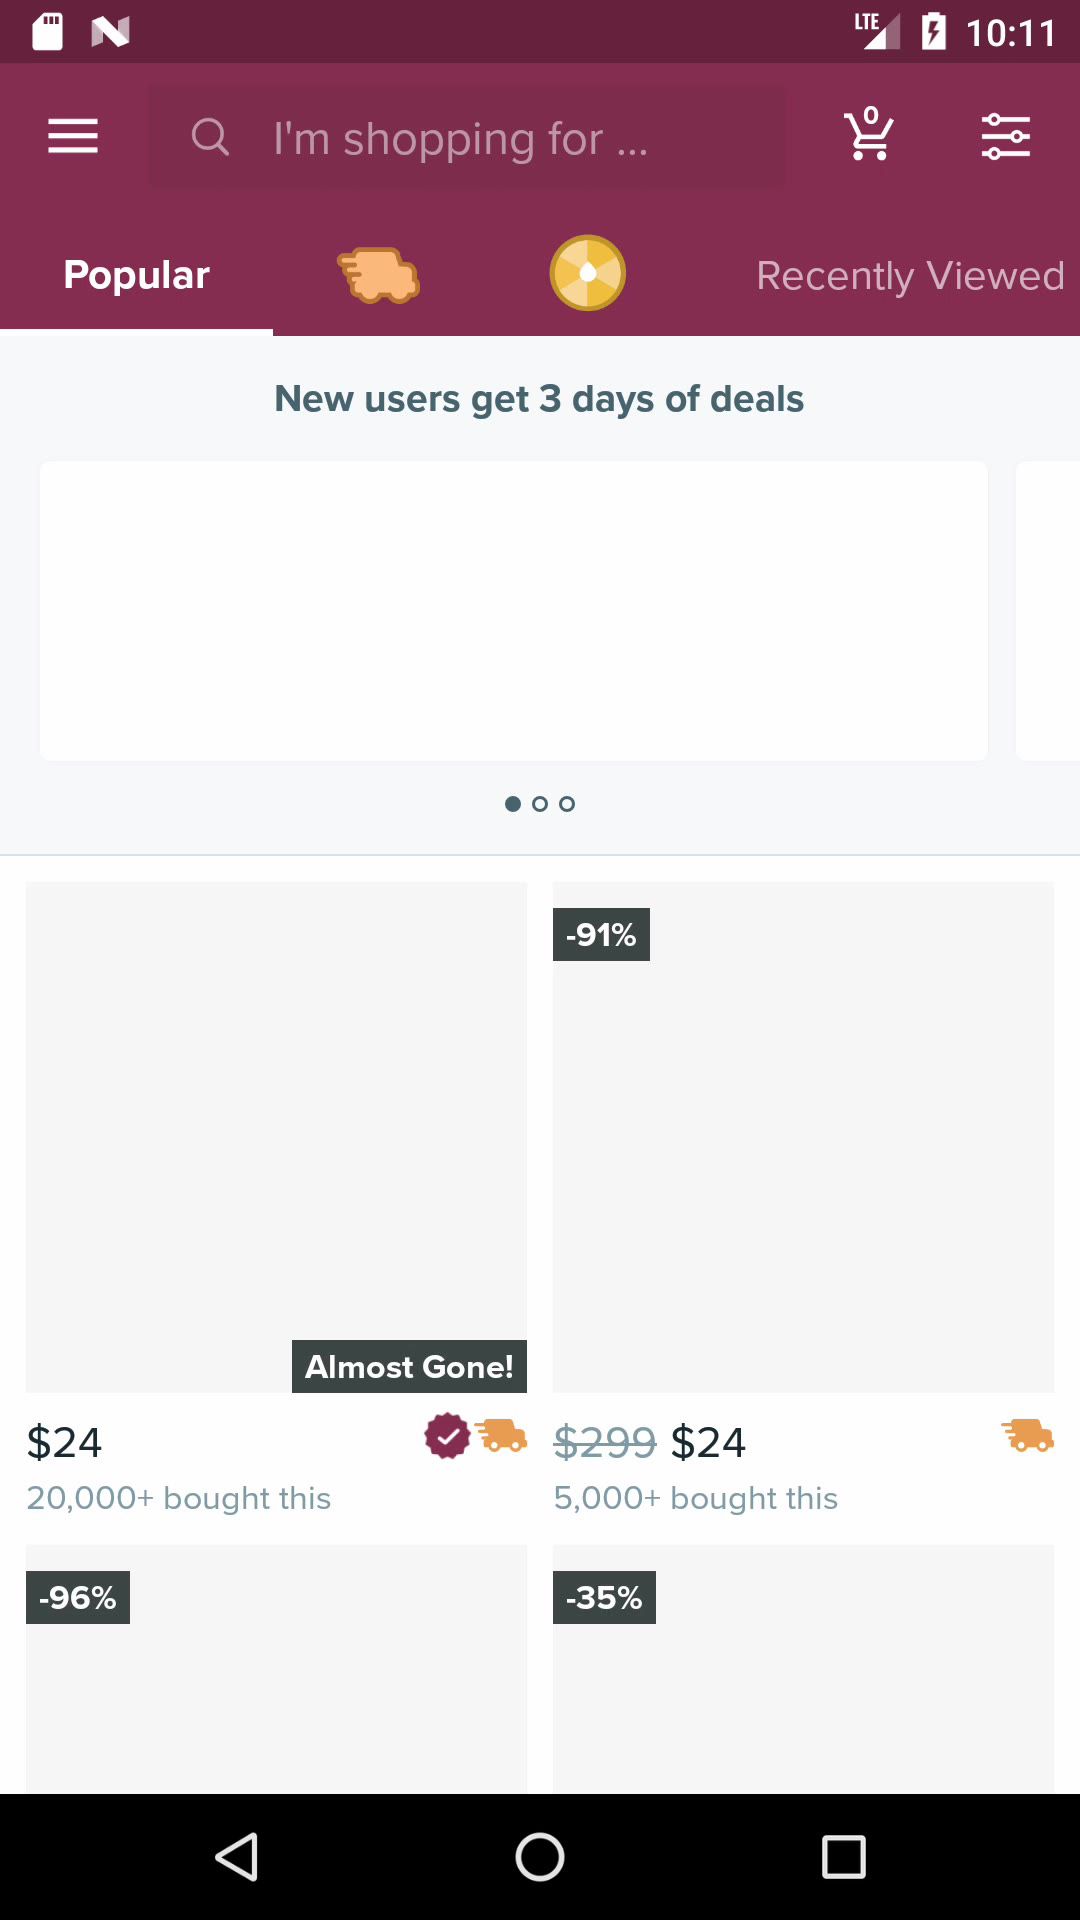 LTE 10:11
I'm shopping for ...
0
Popular
Recently Viewed
New users get 3 days of deals
-91%
Almost Gone!
$24
$299 $24
20,000+ bought this
5,000+ bought this
-96%
-35%